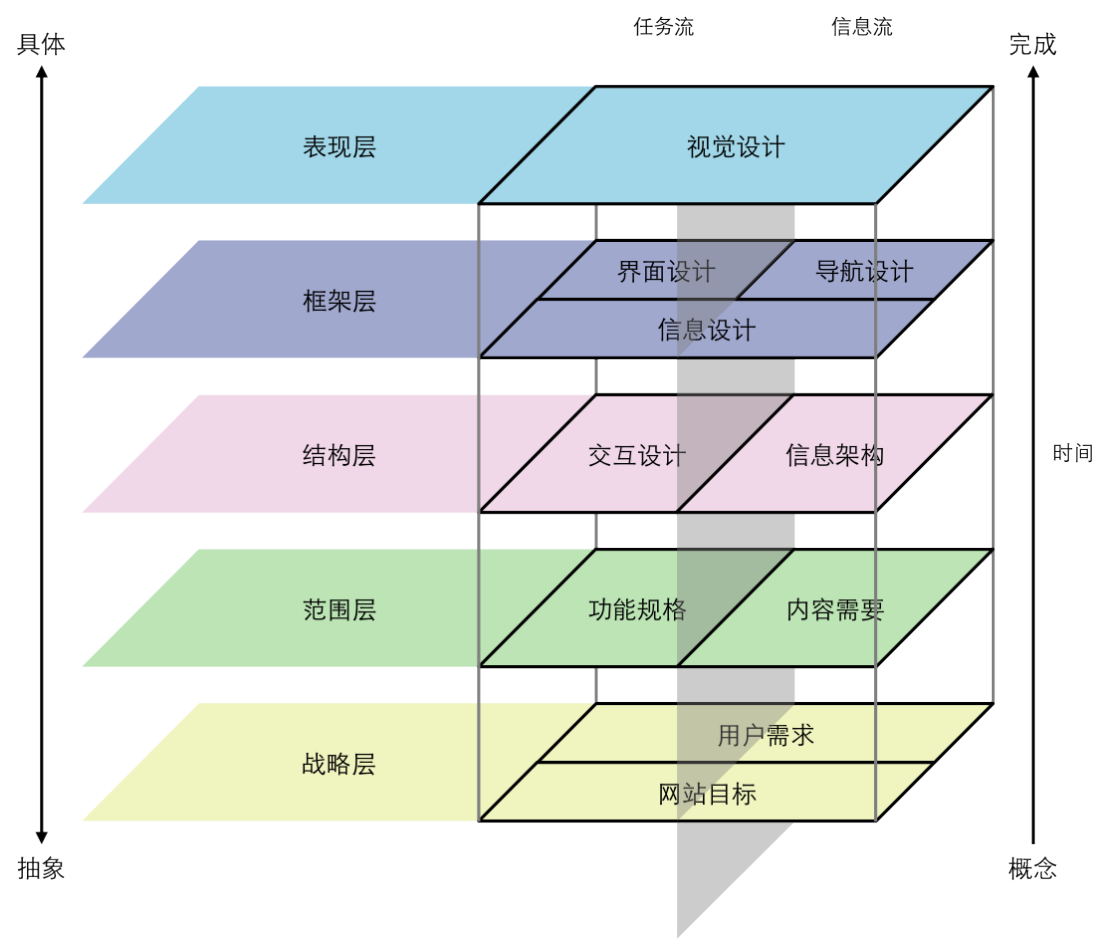 任务流
信息流
具体
完成
表现层
视觉设计
框架层
界面设计
导航设计
信息设计
结构层
交互设计
信息架构
时间
范围层
功能规格
内容需要
战略层
用户需求
网站目标
抽象
概念